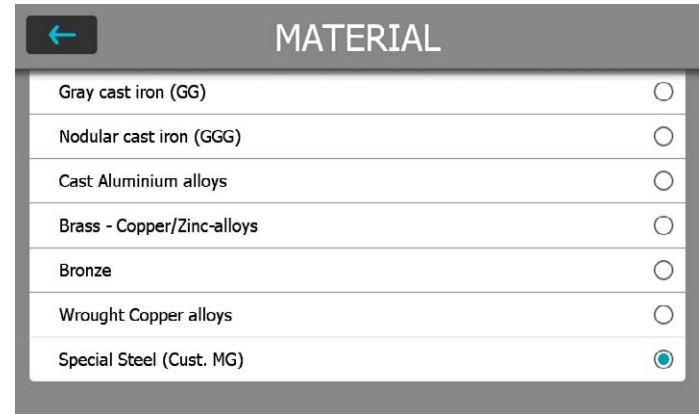 MATERIAL
Gray cast iron (GG)
Nodular cast iron (GGG)
Cast Aluminium alloys
Brass - Copper/Zinc-alloys
Bronze
Wrought Copper alloys
Special Steel (Cust. MG)